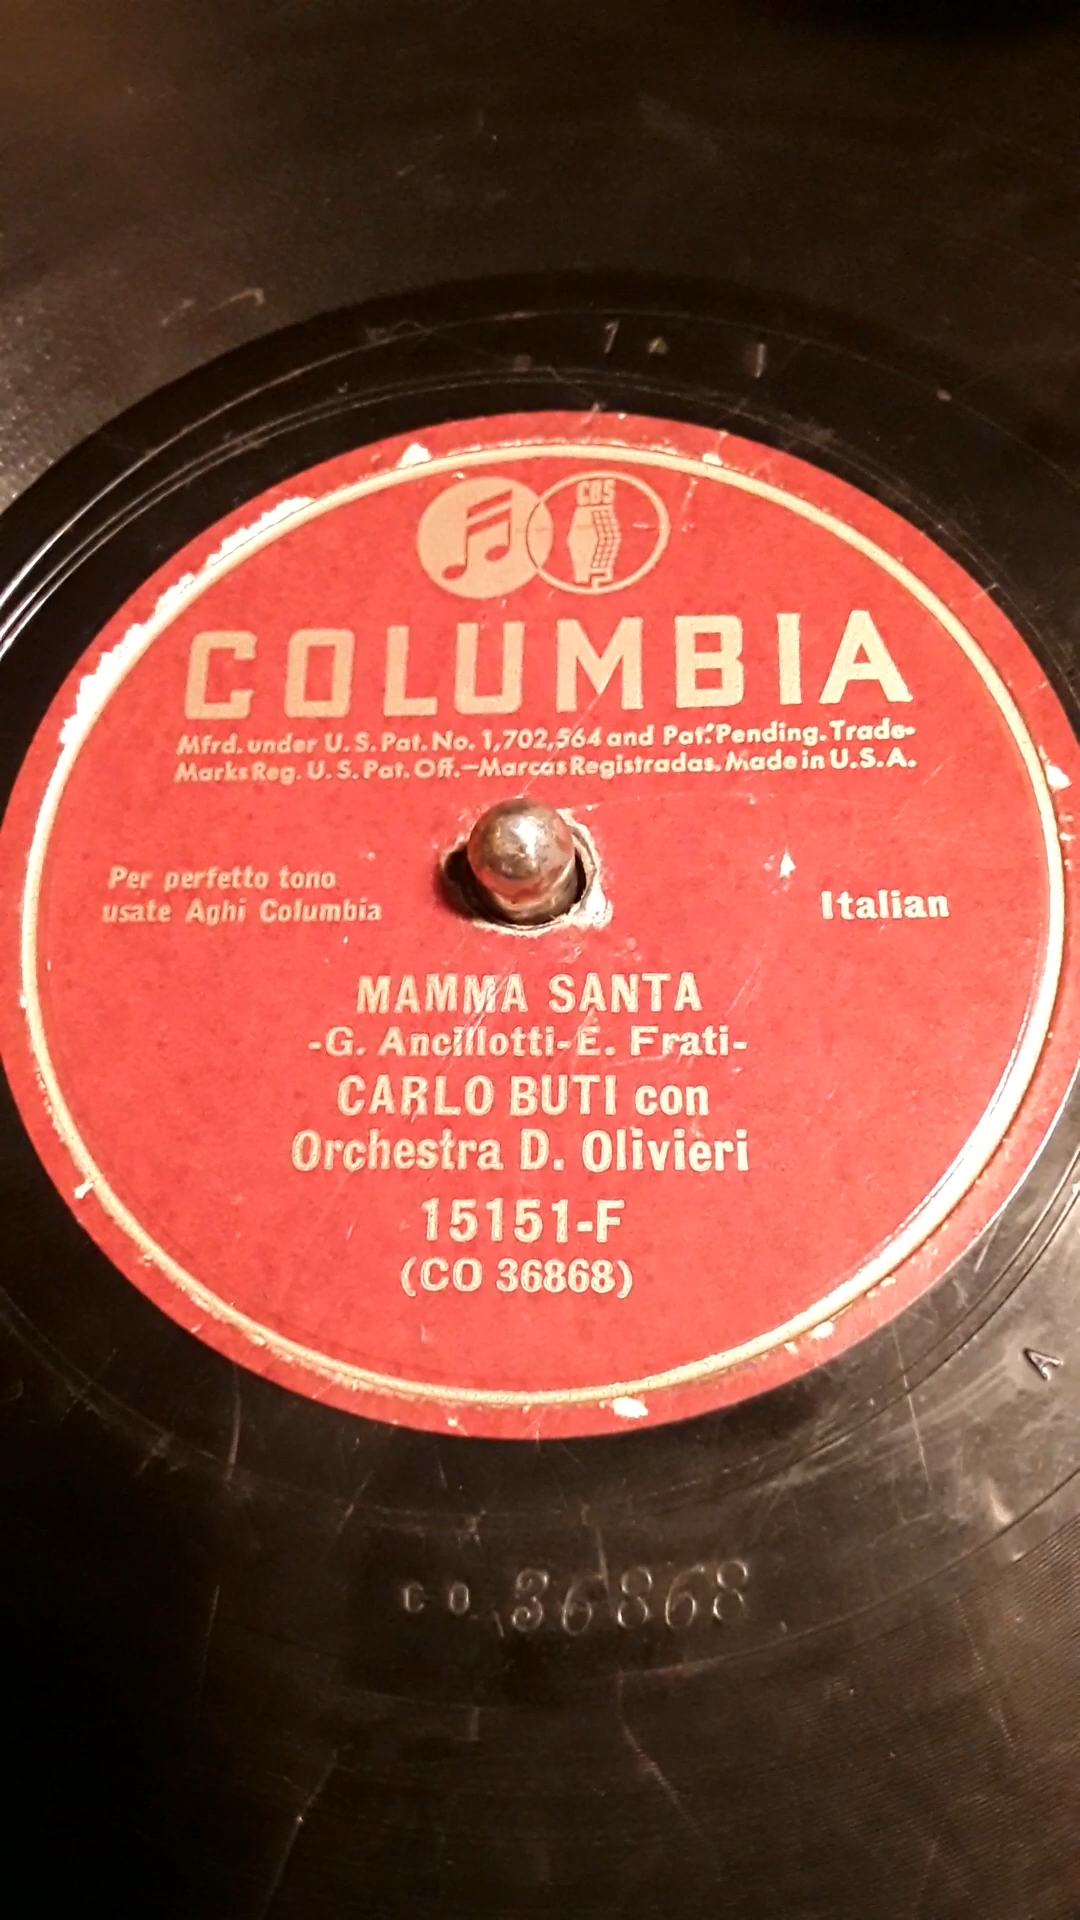 1
CBS
COLUMBIA
Mfrd. under U.S. Pat. No. 1,702,564 and Pat. Pending. Trade-
Marks Reg. U.S. Pat. Off.—Marcas Registradas. Made in U.S.A.
Per perfetto tono
usate Aghi Columbia
Italian
MAMMA SANTA
-G. Ancillotti-E. Frati-
CARLO BUTI con
Orchestra D. Olivieri
15151-F
(CO 36868)
A
CO 36868